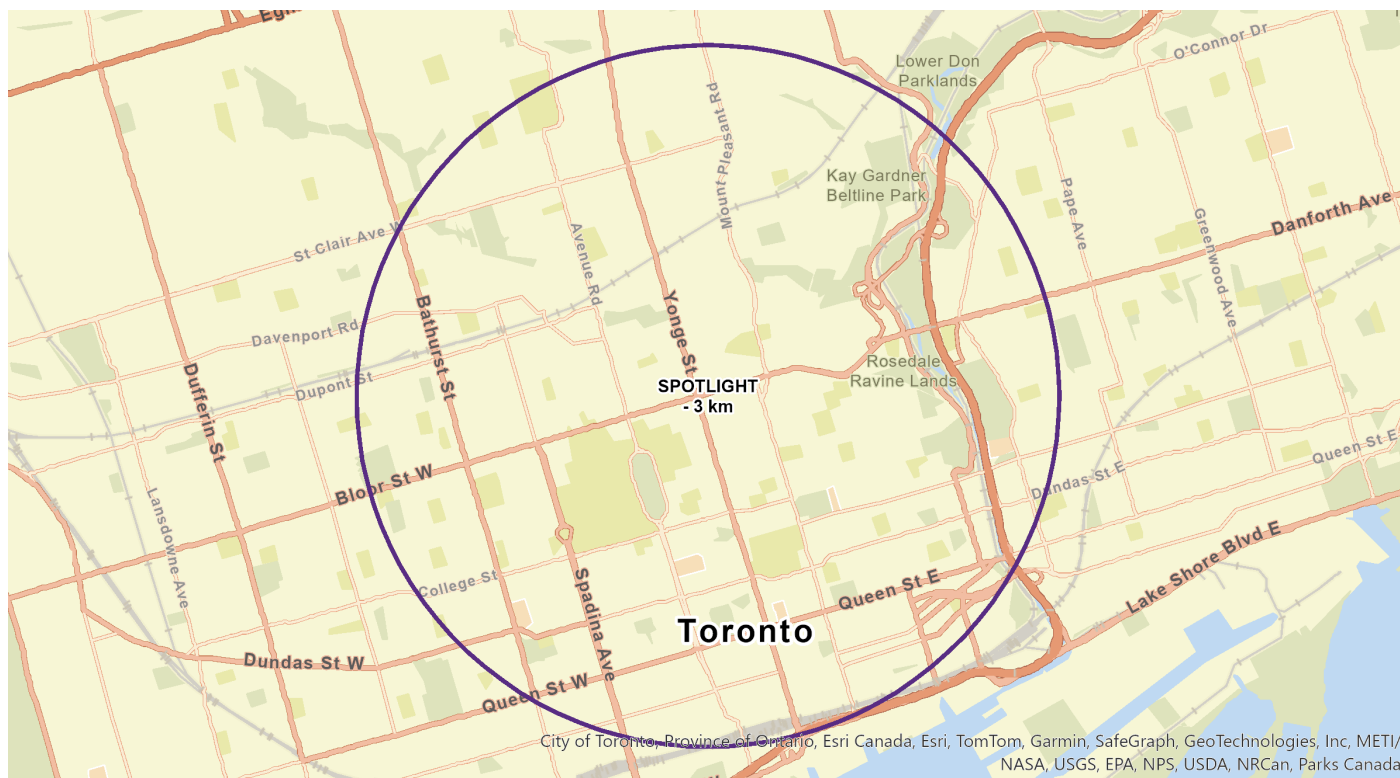 Egl
O'Connor Dr
Lower Don
Parklands
Mount Pleasant Rd
Kay Gardner
Beltline Park
Pape Ave
Greenwood Ave
Danforth Ave
St Clair Ave W
Avenue Rd
Davenport Rd
Bathurst St
Yonge St
Dufferin St
Dupont St
Rosedale
Ravine Lands
SPOTLIGHT
- 3 km
Bloor St W
Queen St E
Dundas St E
Lansdowne Ave
College St
Spadina Ave
Queen St E
Lake Shore Blvd E
Toronto
Dundas St W
Queen St W
City of Toronto, Province of Ontario, Esri Canada, Esri, TomTom, Garmin, SafeGraph, GeoTechnologies, Inc, METI/
NASA, USGS, EPA, NPS, USDA, NRCan, Parks Canada